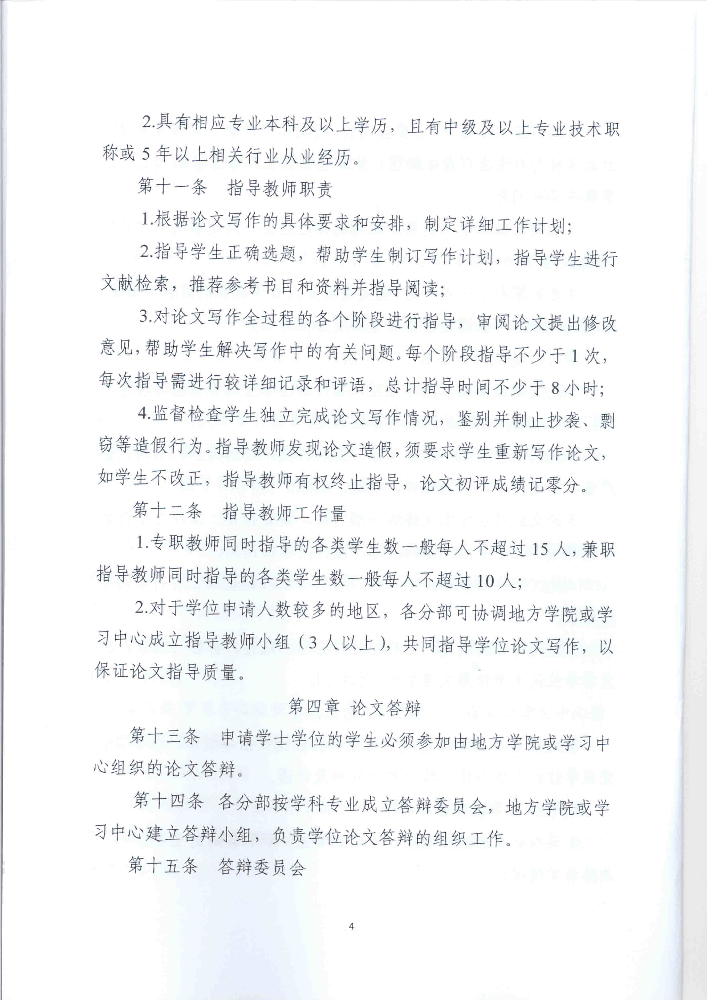 2.具有相应专业本科及以上学历，且有中级及以上专业技术职
称或 5 年以上相关行业从业经历。
第十一条　指导教师职责
1.根据论文写作的具体要求和安排，制定详细工作计划；
2.指导学生正确选题，帮助学生制订写作计划，指导学生进行
文献检索，推荐参考书目和资料并指导阅读；
3.对论文写作全过程的各个阶段进行指导，审阅论文提出修改
意见，帮助学生解决写作中的有关问题。每个阶段指导不少于 1 次，
每次指导需进行较详细记录和评语，总计指导时间不少于 8 小时；
4.监督检查学生独立完成论文写作情况，鉴别并制止抄袭、剽
窃等造假行为。指导教师发现论文造假，须要求学生重新写作论文，
如学生不改正，指导教师有权终止指导，论文初评成绩记零分。
第十二条　指导教师工作量
1.专职教师同时指导的各类学生数一般每人不超过 15 人，兼职
指导教师同时指导的各类学生数一般每人不超过 10 人；
2.对于学位申请人数较多的地区，各分部可协调地方学院或学
习中心成立指导教师小组（3 人以上），共同指导学位论文写作，以
保证论文指导质量。
第四章 论文答辩
第十三条　申请学士学位的学生必须参加由地方学院或学习中
心组织的论文答辩。
第十四条　各分部按学科专业成立答辩委员会，地方学院或学
习中心建立答辩小组，负责学位论文答辩的组织工作。
第十五条　答辩委员会
4